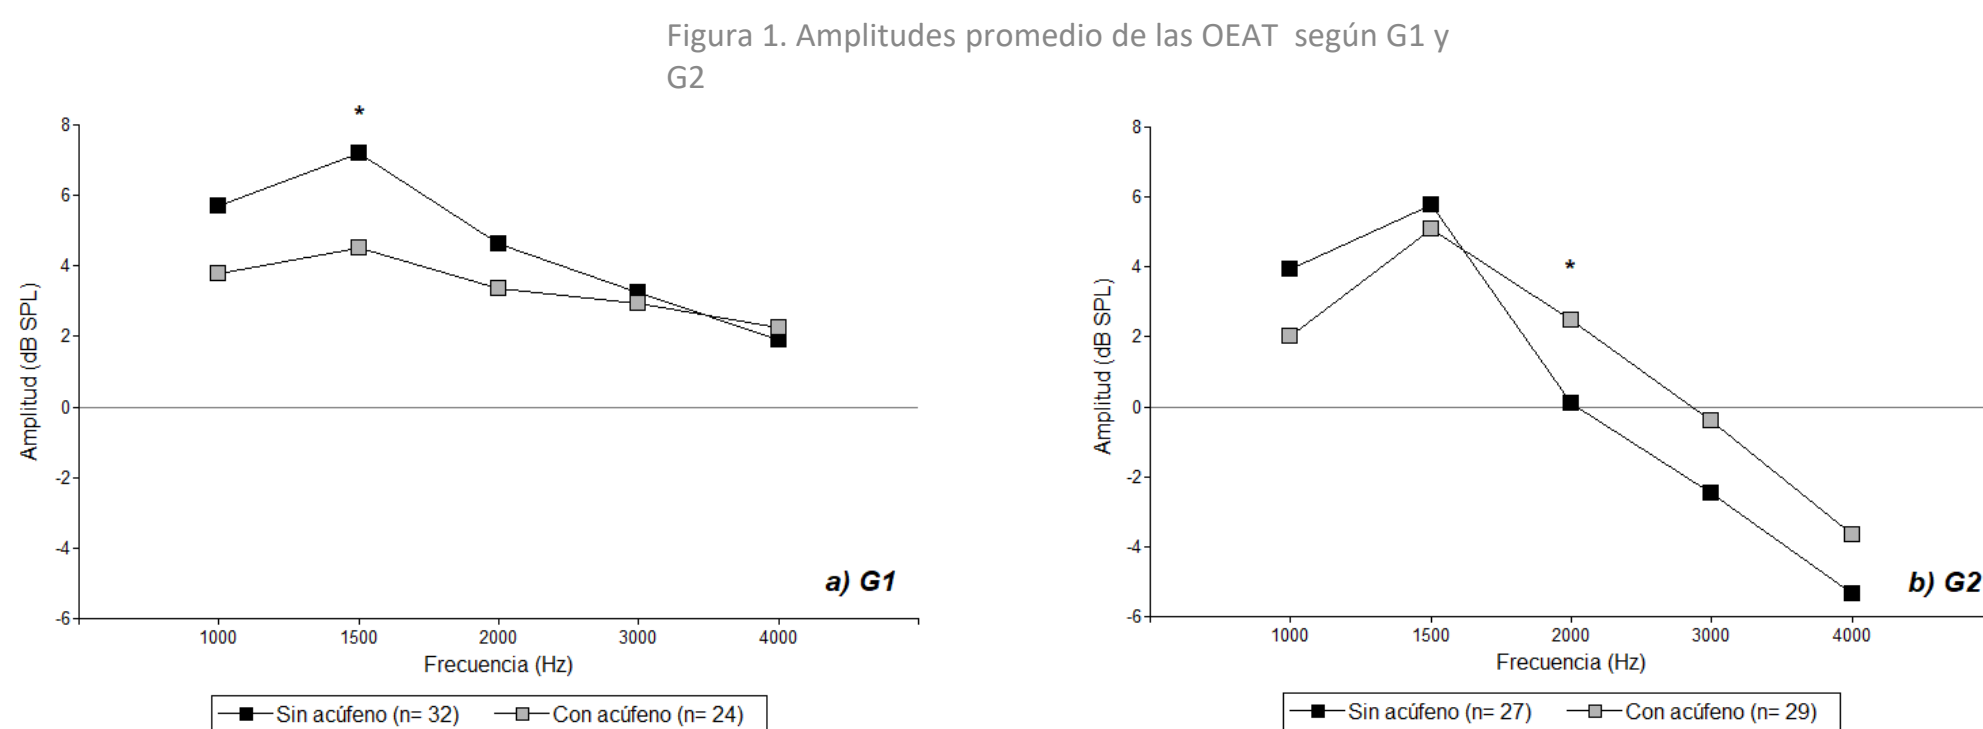 Figura 1. Amplitudes promedio de las OEAT según G1 y
G2
*
8
6
4
2
0
-2
-4
-6
Amplitud (dB SPL)
a) G1
1000 1500 2000 3000 4000
Frecuencia (Hz)
Sin acúfeno (n= 32) Con acúfeno (n= 24)
*
8
6
4
2
0
-2
-4
-6
Amplitud (dB SPL)
b) G2
1000 1500 2000 3000 4000
Frecuencia (Hz)
Sin acúfeno (n= 27) Con acúfeno (n= 29)